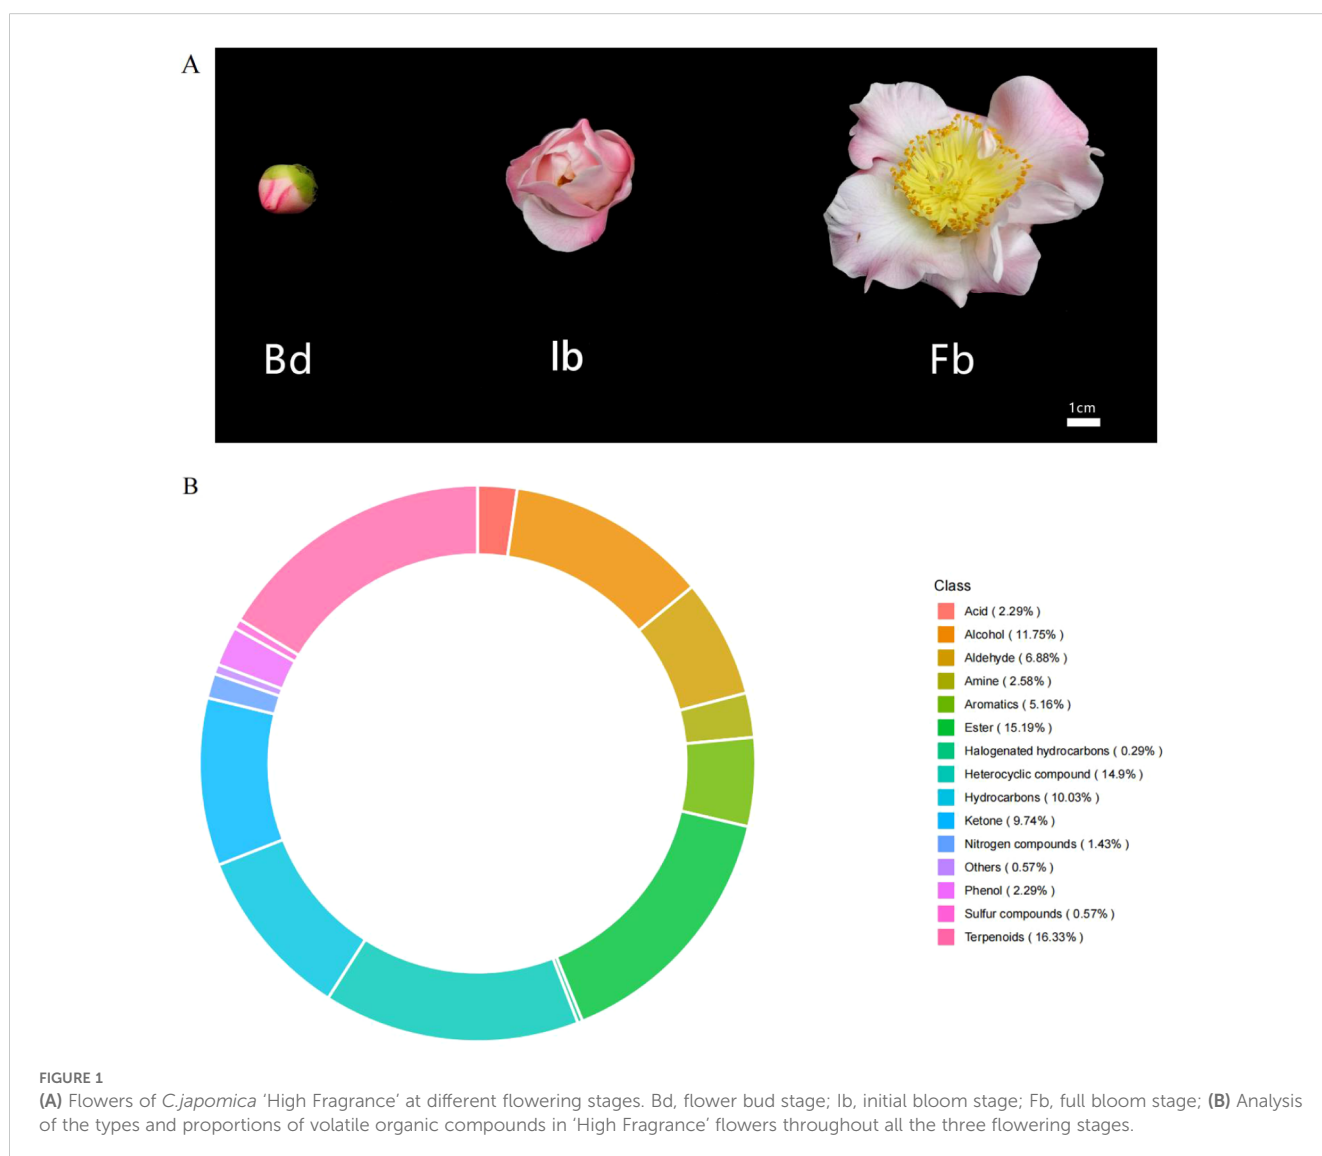 A
Bd
Ib
Fb
1cm
B
Class
Acid ( 2.29% )
Alcohol ( 11.75% )
Aldehyde ( 6.88% )
Amine ( 2.58% )
Aromatics ( 5.16% )
Ester ( 15.19% )
Halogenated hydrocarbons ( 0.29% )
Heterocyclic compound ( 14.9% )
Hydrocarbons ( 10.03% )
Ketone ( 9.74% )
Nitrogen compounds ( 1.43% )
Others ( 0.57% )
Phenol ( 2.29% )
Sulfur compounds ( 0.57% )
Terpenoids ( 16.33% )
FIGURE 1
(A) Flowers of C.japomica ‘High Fragrance’ at different flowering stages. Bd, flower bud stage; Ib, initial bloom stage; Fb, full bloom stage; (B) Analysis
of the types and proportions of volatile organic compounds in ‘High Fragrance’ flowers throughout all the three flowering stages.